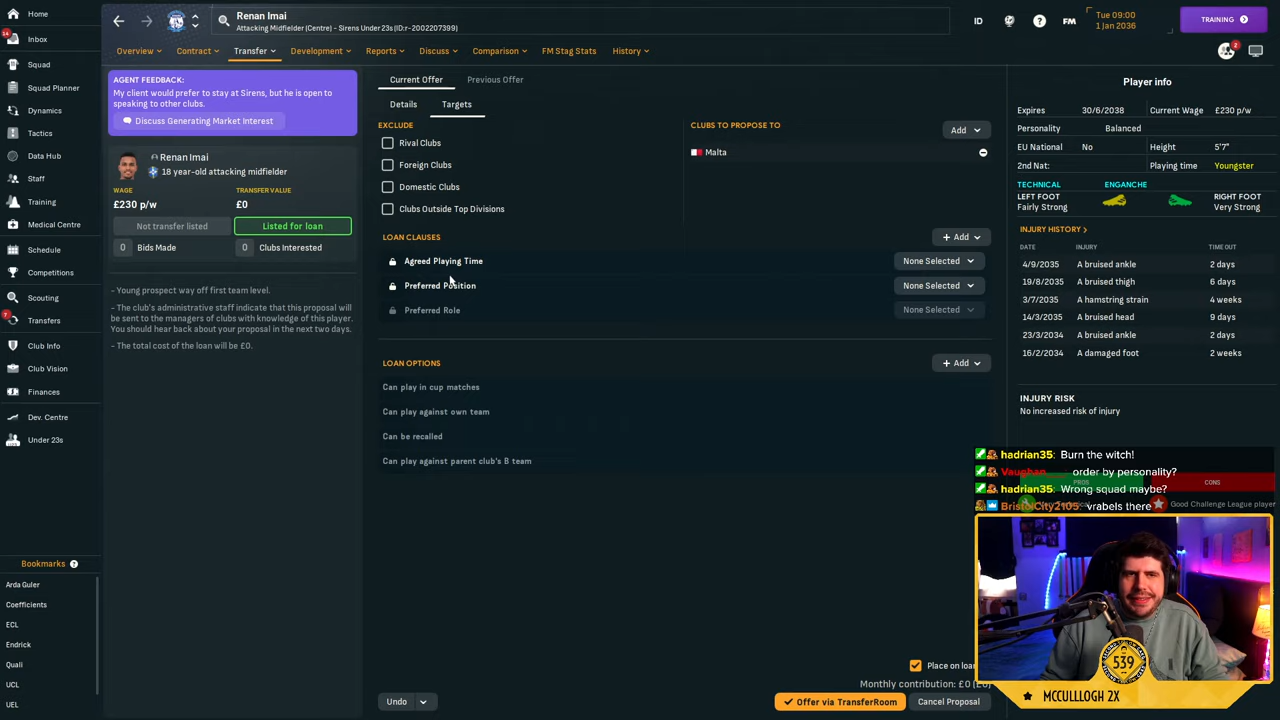 Home
14
Inbox
Squad
Squad Planner
Dynamics
Tactics
Data Hub
Staff
Training
Medical Centre
Schedule
Competitions
Scouting
7
Transfers
Club Info
Club Vision
Finances
Dev. Centre
Under 23s
Bookmarks ?
Arda Guler
Coefficients
ECL
Endrick
Quali
UCL
UEL
Renan Imai
Attacking Midfielder (Centre) - Sirens Under 23s (ID:r-2002207399)
ID
?
FM
Tue 09:00
1 Jan 2036
TRAINING
Overview
Contract
Transfer
Development
Reports
Discuss
Comparison
FM Stag Stats
History
2
AGENT FEEDBACK:
My client would prefer to stay at Sirens, but he is open to
speaking to other clubs.
Discuss Generating Market Interest
Renan Imai
18 year-old attacking midfielder
WAGE
TRANSFER VALUE
£230 p/w
£0
Not transfer listed
Listed for loan
0 Bids Made
0 Clubs Interested
- Young prospect way off first team level.
- The club's administrative staff indicate that this proposal will
be sent to the managers of clubs with knowledge of this player.
You should hear back about your proposal in the next two days.
- The total cost of the loan will be £0.
Current Offer
Previous Offer
Details
Targets
EXCLUDE
Rival Clubs
Foreign Clubs
Domestic Clubs
Clubs Outside Top Divisions
CLUBS TO PROPOSE TO
Add
Malta
LOAN CLAUSES
+ Add
Agreed Playing Time
None Selected
Preferred Position
None Selected
Preferred Role
None Selected
LOAN OPTIONS
+ Add
Can play in cup matches
Can play against own team
Can be recalled
Can play against parent club's B team
Place on loan
Monthly contribution: £0 (£0)
Undo
Offer via TransferRoom
Cancel Proposal
Player info
Expires 30/6/2038 Current Wage £230 p/w
Personality Balanced
EU National No Height 5'7"
2nd Nat: Playing time Youngster
TECHNICAL ENGANCHE
LEFT FOOT
Fairly Strong
RIGHT FOOT
Very Strong
INJURY HISTORY
DATE INJURY TIME OUT
4/9/2035 A bruised ankle 2 days
19/8/2035 A bruised thigh 6 days
3/7/2035 A hamstring strain 4 weeks
14/3/2035 A bruised head 9 days
23/3/2034 A bruised ankle 2 days
16/2/2034 A damaged foot 2 weeks
INJURY RISK
No increased risk of injury
hadrian35: Burn the witch!
Vaughan order by personality?
PROS
CONS
hadrian35: Wrong squad maybe?
BristolCity2105: vrabels there
Good Challenge League player
539
MCCULLLOGH 2X